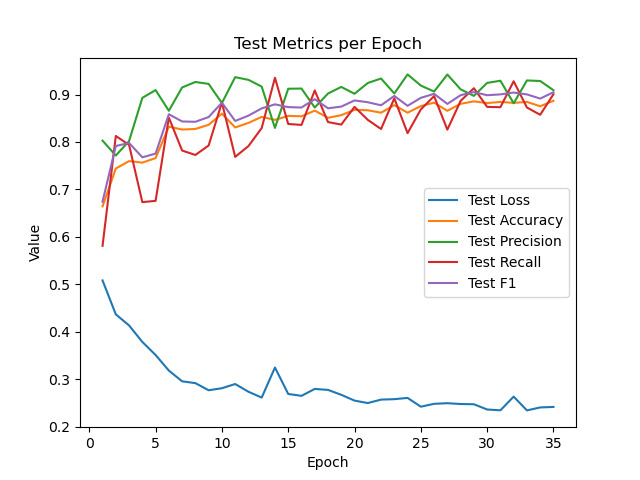 Test Metrics per Epoch
Value
0.9
0.8
0.7
0.6
0.5
0.4
0.3
0.2
Test Loss
Test Accuracy
Test Precision
Test Recall
Test F1
0 5 10 15 20 25 30 35
Epoch